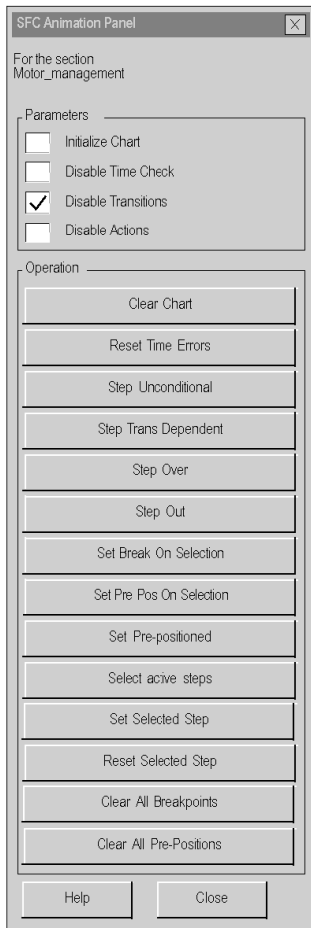 SFC Animation Panel
For the section
Motor_management
Parameters
Initialize Chart
Disable Time Check
Disable Transitions
Disable Actions
Operation
Clear Chart
Reset Time Errors
Step Unconditional
Step Trans Dependent
Step Over
Step Out
Set Break On Selection
Set Pre Pos On Selection
Set Pre-positioned
Select acive steps
Set Selected Step
Reset Selected Step
Clear All Breakpoints
Clear All Pre-Positions
Help Close